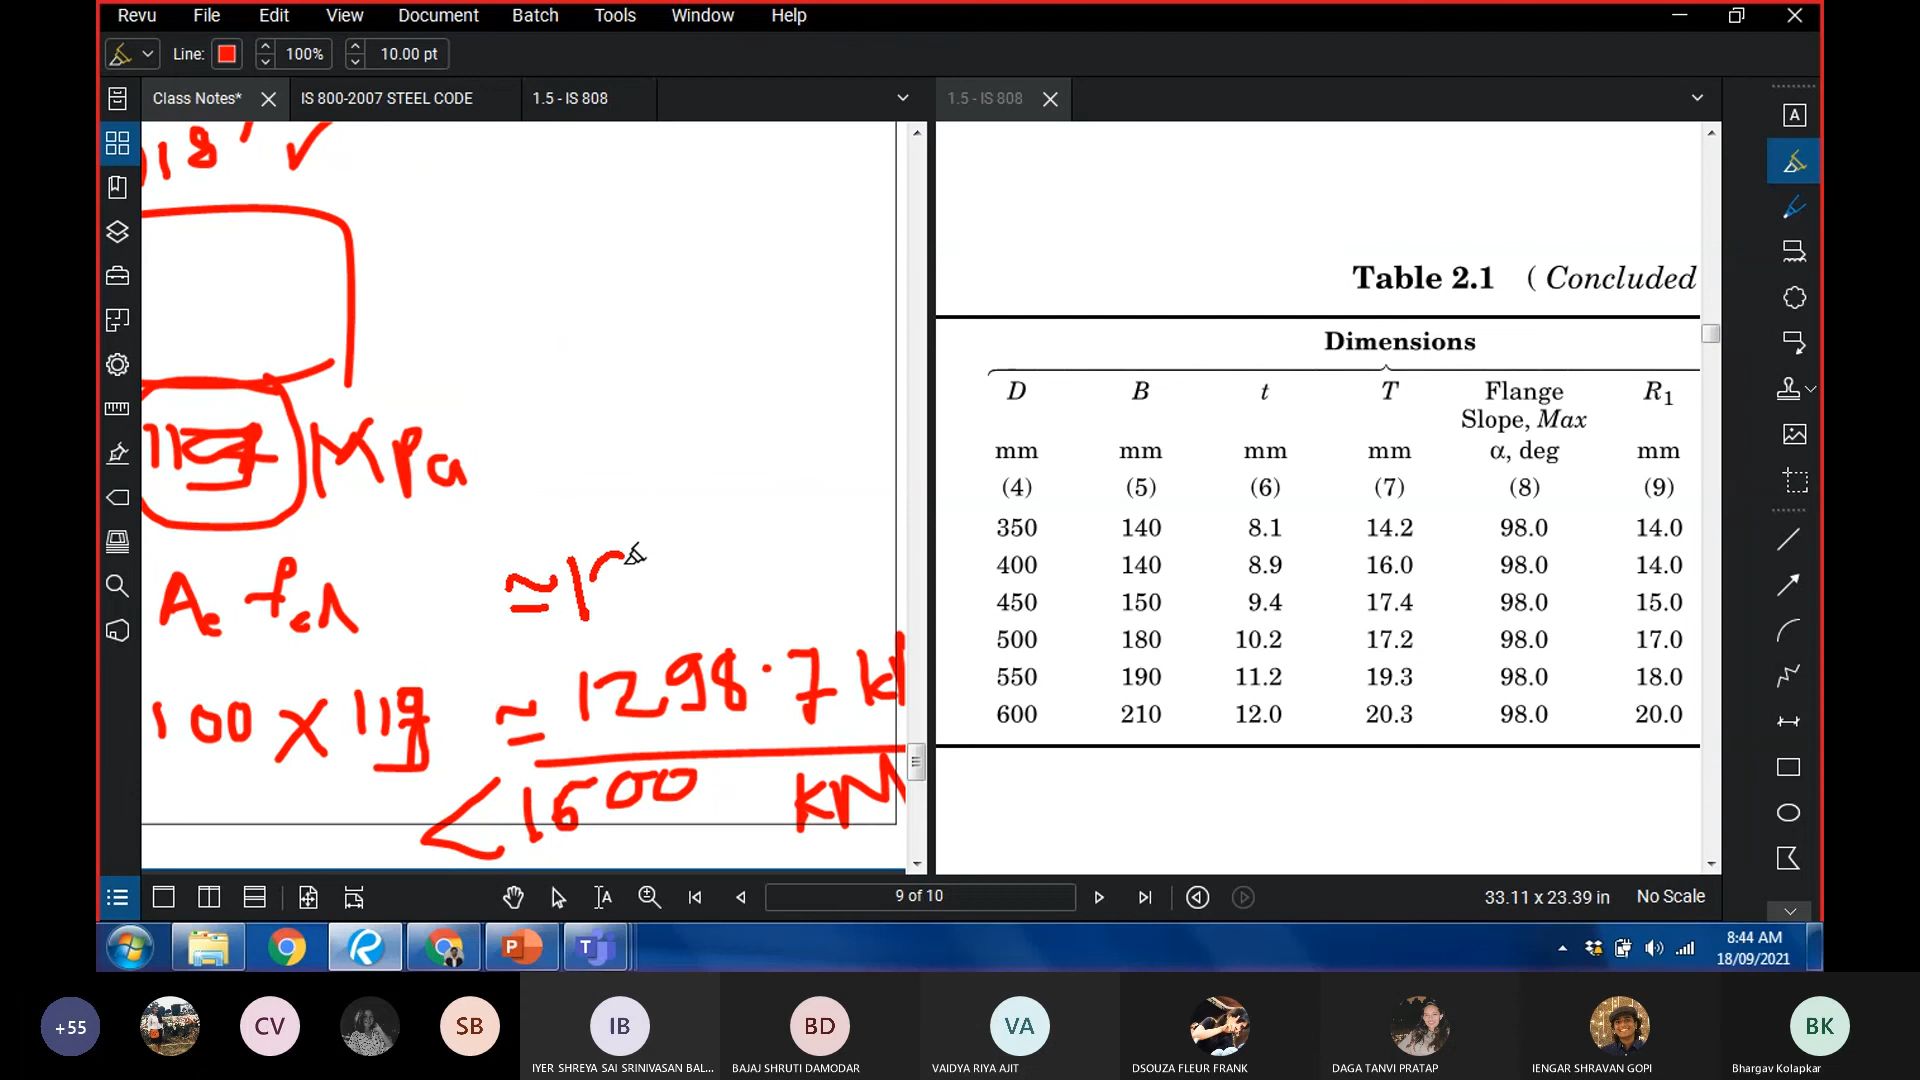 Revu File Edit View Document Batch Tools Window Help
Line: 100% 10.00 pt
Class Notes* IS 800-2007 STEEL CODE 1.5 - IS 808 1.5 - IS 808
MPa
Ae fcd
≃
100 X ≃ 1298.7
< 1500 kN
Table 2.1 ( Concluded
Dimensions
D B t T Flange Slope, Max R1
mm mm mm mm α, deg mm
(4) (5) (6) (7) (8) (9)
350 140 8.1 14.2 98.0 14.0
400 140 8.9 16.0 98.0 14.0
450 150 9.4 17.4 98.0 15.0
500 180 10.2 17.2 98.0 17.0
550 190 11.2 19.3 98.0 18.0
600 210 12.0 20.3 98.0 20.0
9 of 10 33.11 x 23.39 in No Scale
8:44 AM
18/09/2021
+55 CV SB IB BD VA BK
IYER SHREYA SAI SRINIVASAN BAL... BAJAJ SHRUTI DAMODAR VAIDYA RIYA AJIT DSOUZA FLEUR FRANK DAGA TANVI PRATAP IENGAR SHRAVAN GOPI Bhargav Kolapkar